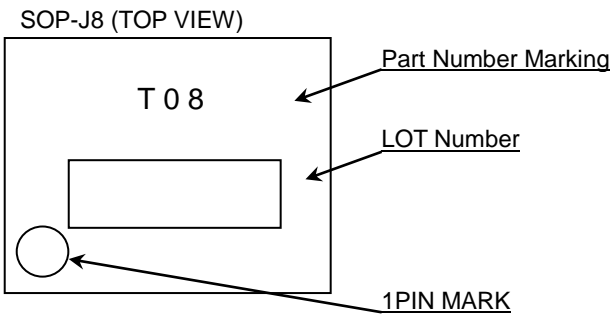 SOP-J8 (TOP VIEW)
Part Number Marking
T 0 8
LOT Number
1PIN MARK